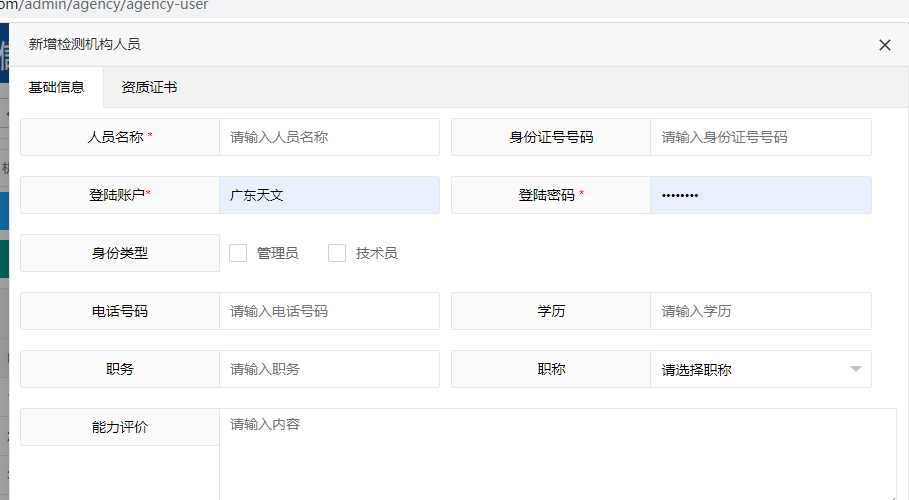 om/admin/agency/agency-user
新增检测机构人员
基础信息 资质证书
人员名称 * 请输入人员名称 身份证号号码 请输入身份证号号码
登陆账户* 广东天文 登陆密码 * ••••••••
身份类型 管理员 技术员
电话号码 请输入电话号码 学历 请输入学历
职务 请输入职务 职称 请选择职称
能力评价 请输入内容